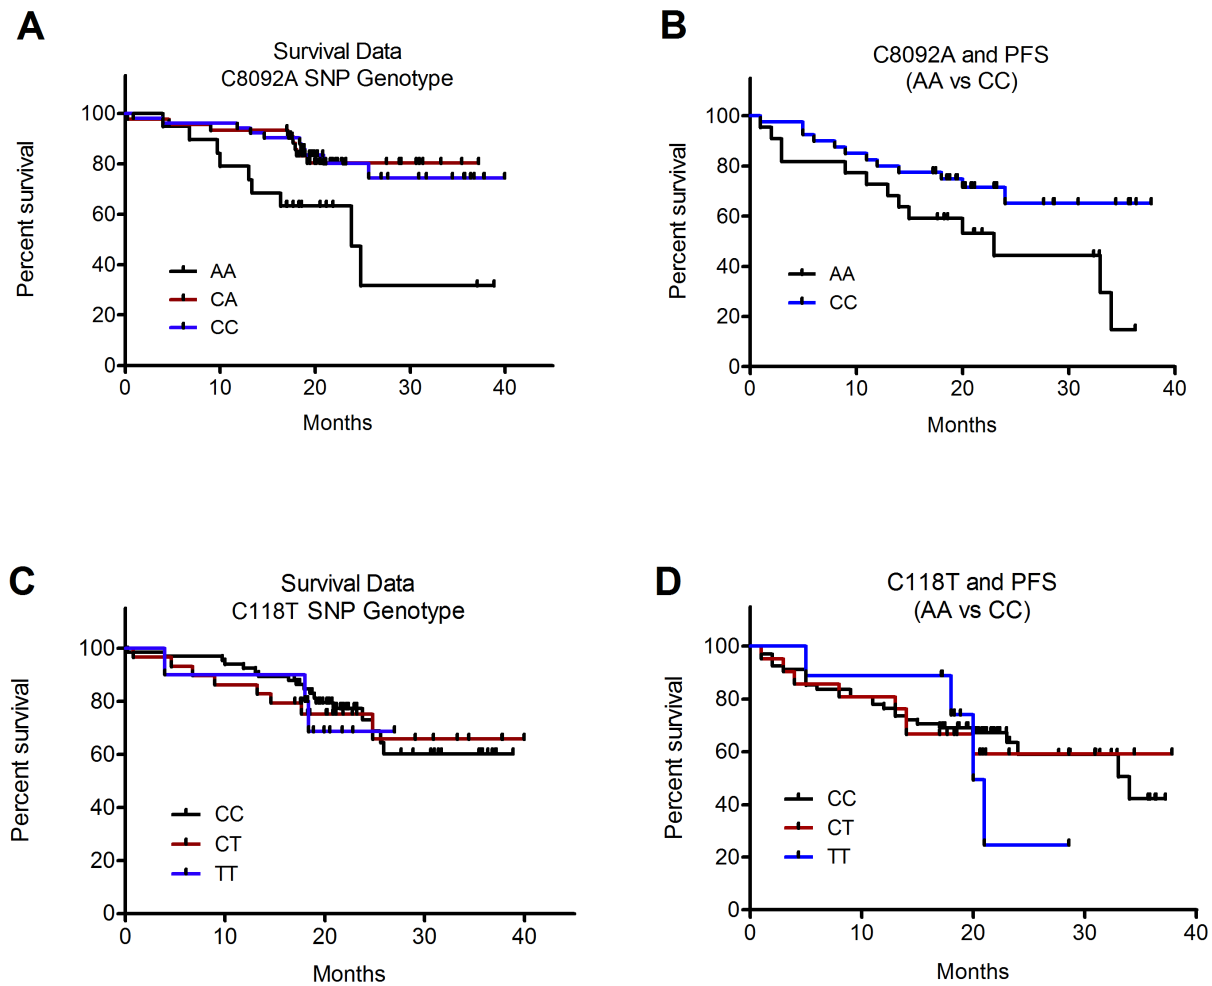 A
Survival Data
C8092A SNP Genotype
Percent survival
100
80
60
40
20
0
AA
CA
CC
0 10 20 30 40
Months
B
C8092A and PFS
(AA vs CC)
Percent survival
100
80
60
40
20
0
AA
CC
0 10 20 30 40
Months
C
Survival Data
C118T SNP Genotype
Percent survival
100
80
60
40
20
0
CC
CT
TT
0 10 20 30 40
Months
D
C118T and PFS
(AA vs CC)
Percent survival
100
80
60
40
20
0
CC
CT
TT
0 10 20 30 40
Months